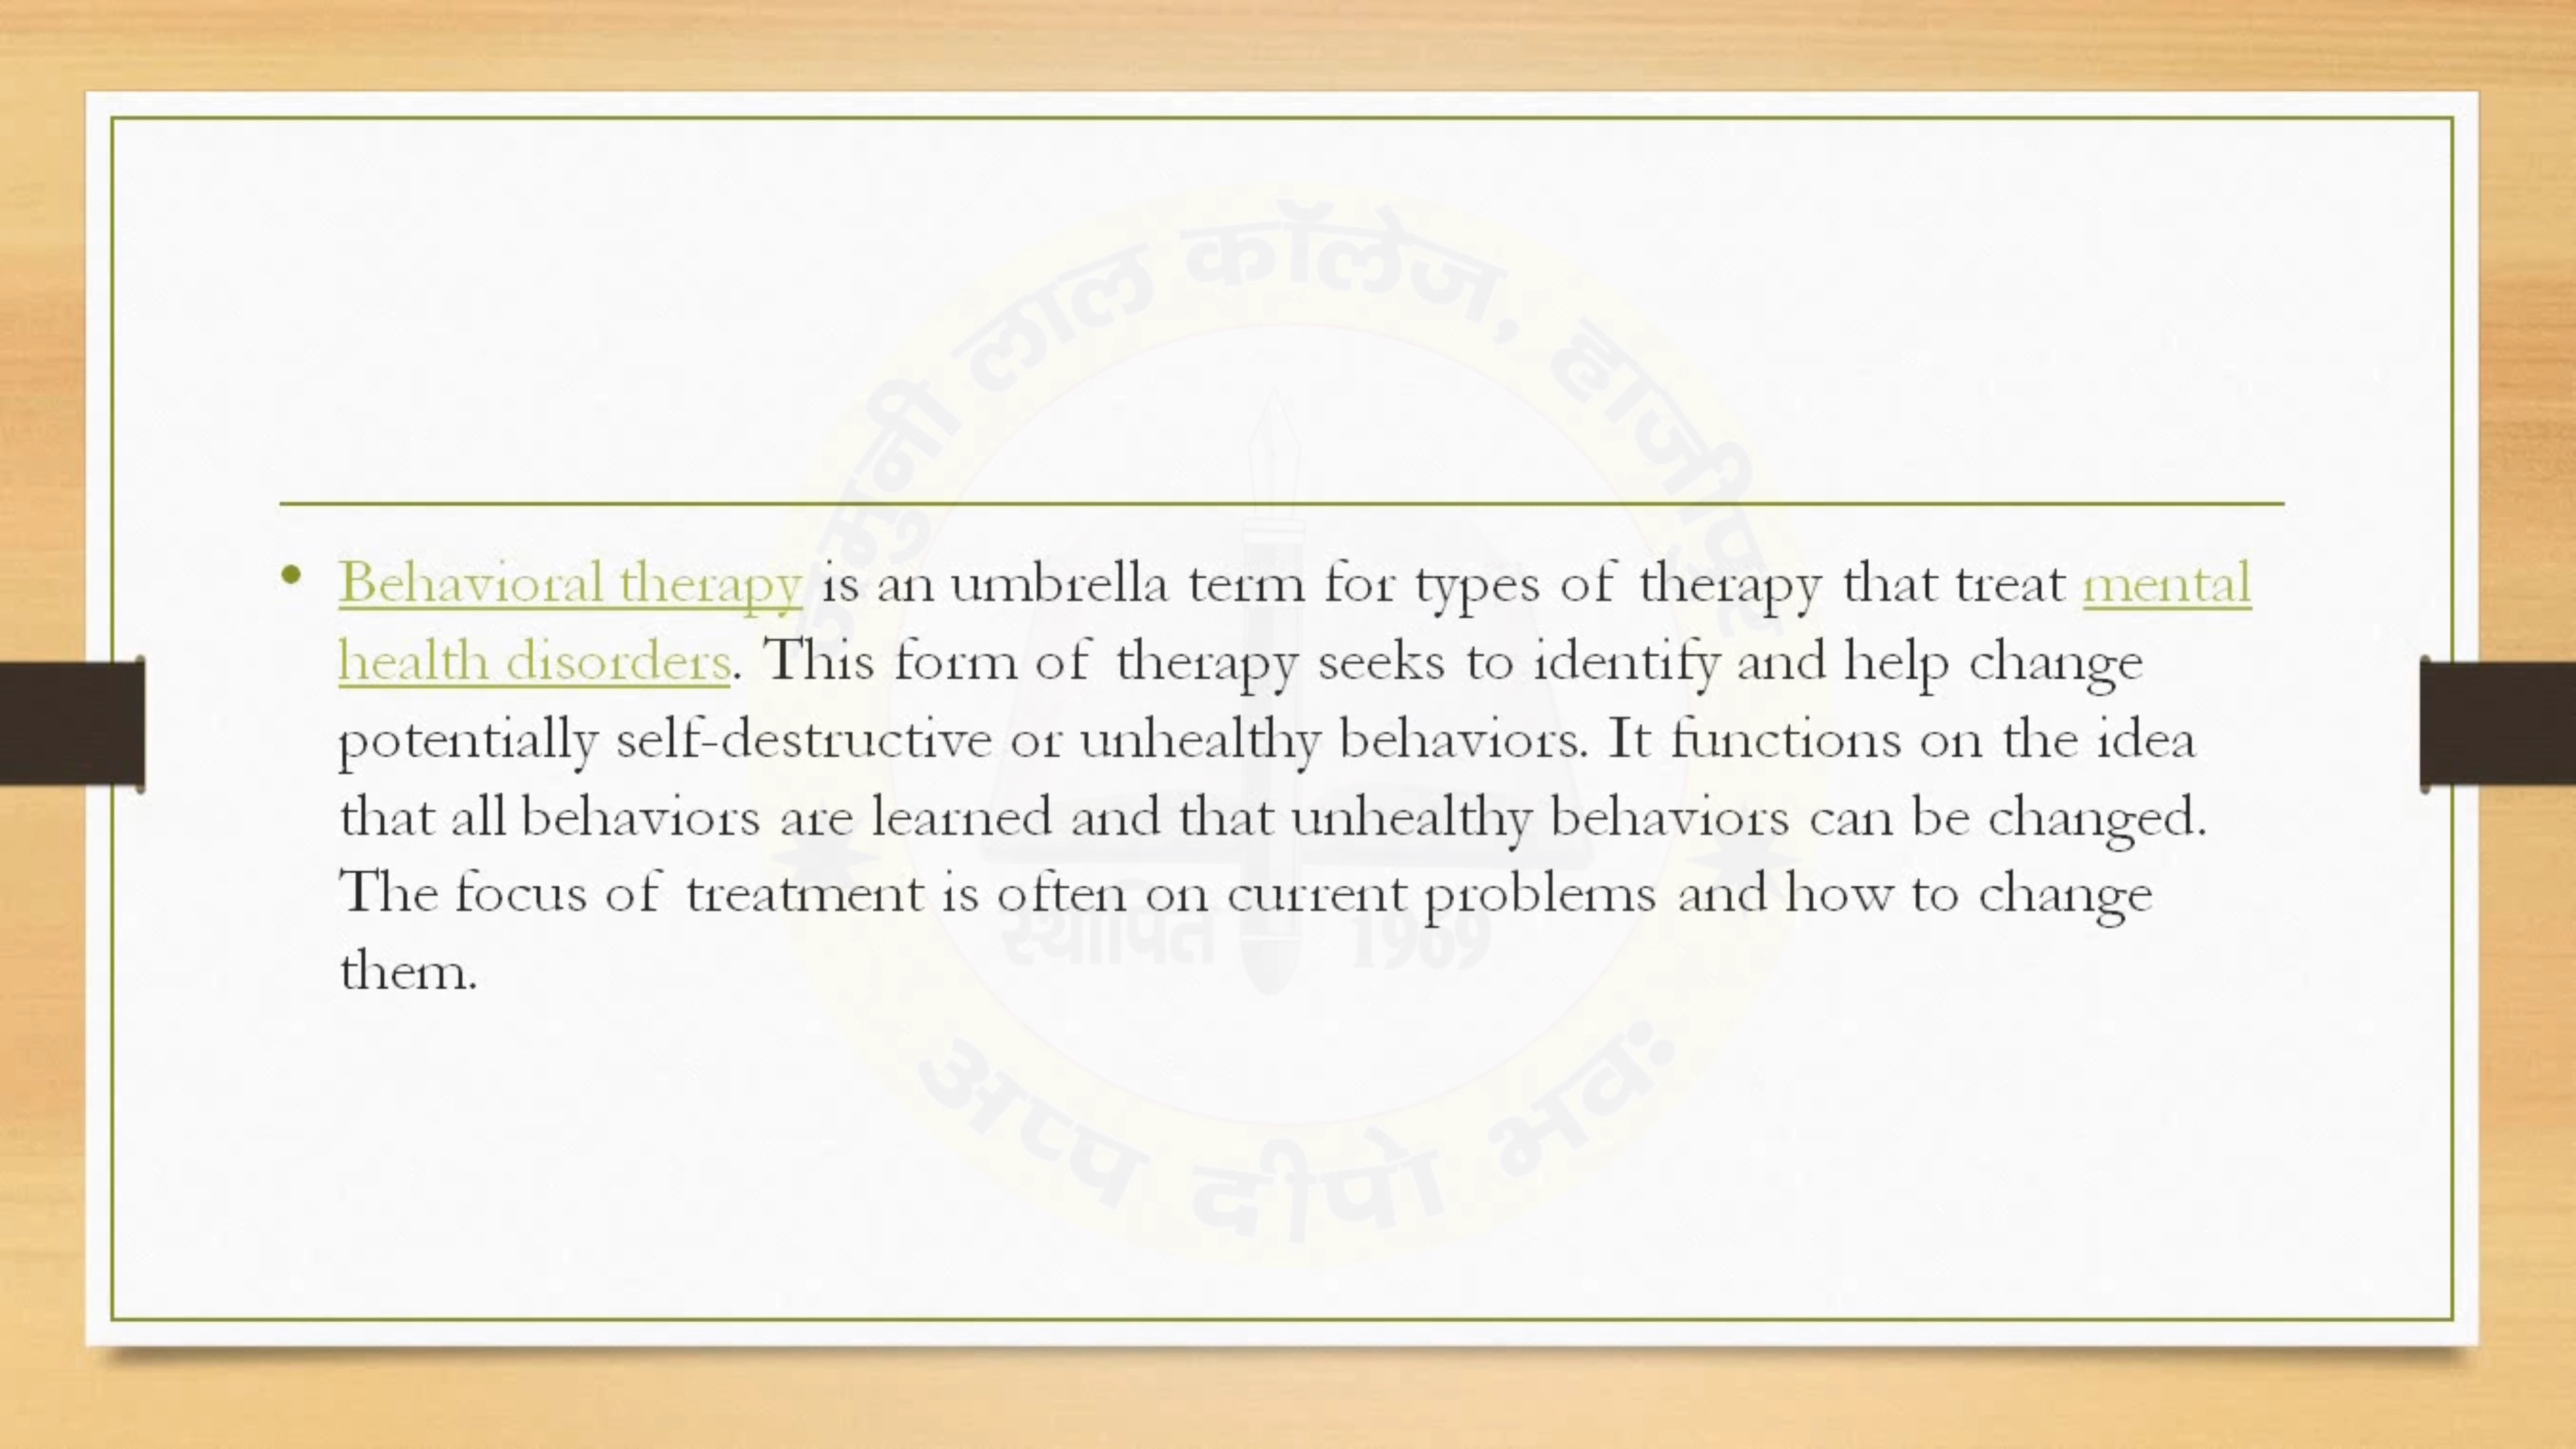 मुनी लाल कॉलेज, हाजीपुर
• Behavioral therapy is an umbrella term for types of therapy that treat mental
health disorders. This form of therapy seeks to identify and help change
potentially self-destructive or unhealthy behaviors. It functions on the idea
that all behaviors are learned and that unhealthy behaviors can be changed.
The focus of treatment is often on current problems and how to change
them.
स्थापित 1969
अप्प दीपो भवः